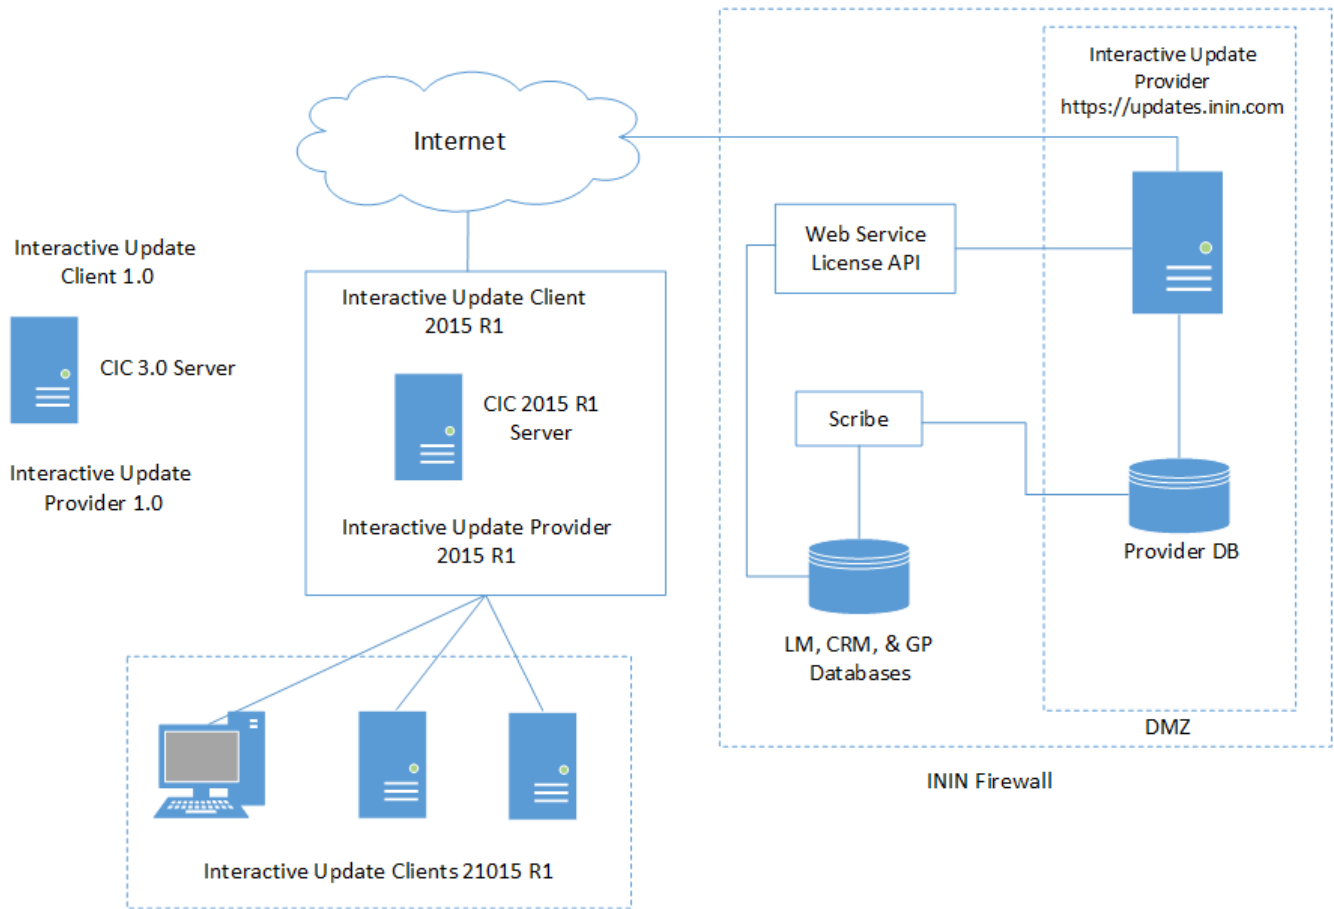 Interactive Update
Provider
https://updates.inin.com
Internet
Web Service
License API
Interactive Update
Client 1.0
CIC 3.0 Server
Interactive Update
Provider 1.0
Interactive Update Client
2015 R1
CIC 2015 R1
Server
Interactive Update Provider
2015 R1
Scribe
Provider DB
LM, CRM, & GP
Databases
DMZ
ININ Firewall
Interactive Update Clients 21015 R1